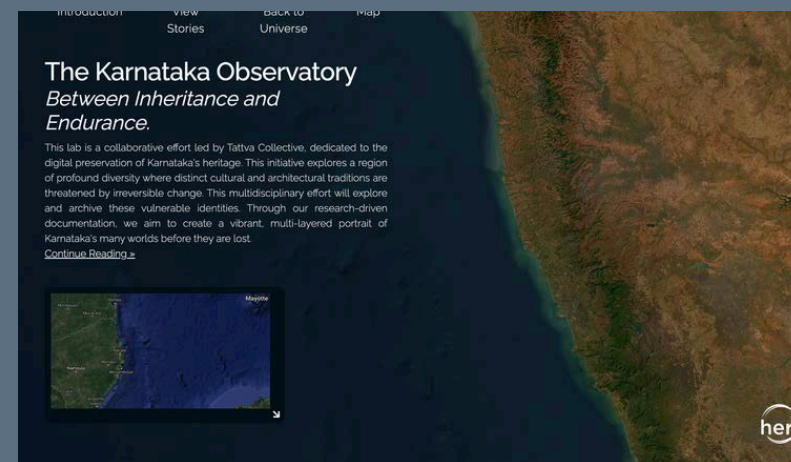 Introduction
View
Stories
Back to
Universe
Map
The Karnataka Observatory
Between Inheritance and
Endurance.
This lab is a collaborative effort led by Tattva Collective, dedicated to the
digital preservation of Karnataka's heritage. This initiative explores a region
of profound diversity where distinct cultural and architectural traditions are
threatened by irreversible change. This multidisciplinary effort will explore
and archive these vulnerable identities. Through our research-driven
documentation, we aim to create a vibrant, multi-layered portrait of
Karnataka's many worlds before they are lost.
Continue Reading »
Mayotte
her